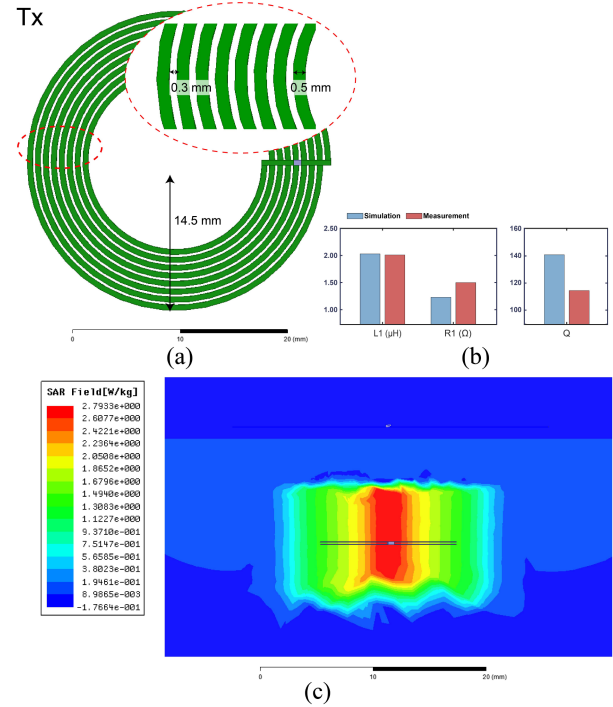 Tx
0.3 mm
0.5 mm
14.5 mm
0 10 20 (mm)
(a)
Simulation Measurement
2.50 160
2.00 140
1.50 120
1.00 100
L1 (μH) R1 (Ω) Q
(b)
SAR Field[W/kg]
2.7933e+000
2.6077e+000
2.4221e+000
2.2364e+000
2.0508e+000
1.8652e+000
1.6796e+000
1.4940e+000
1.3083e+000
1.1227e+000
9.3710e-001
7.5147e-001
5.6585e-001
3.8023e-001
1.9461e-001
8.9865e-003
-1.7664e-001
0 10 20 (mm)
(c)